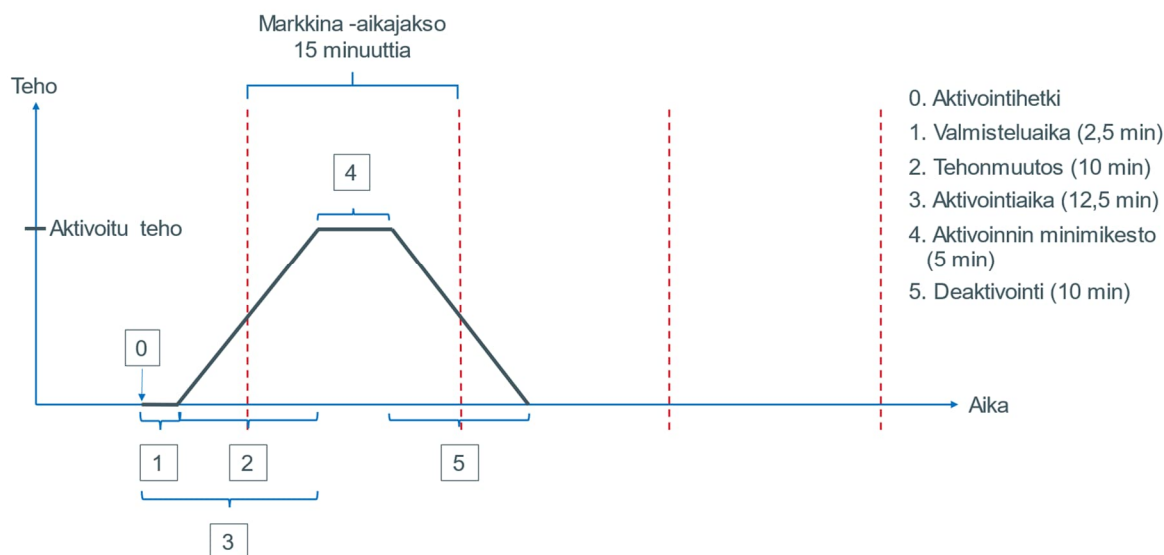 Markkina -aikajakso
15 minuuttia
Teho
0. Aktivointihetki
1. Valmisteluaika (2,5 min)
2. Tehonmuutos (10 min)
3. Aktivointiaika (12,5 min)
4. Aktivoinnin minimikesto
(5 min)
5. Deaktivointi (10 min)
4
Aktivoitu teho
0
Aika
1
2
5
3